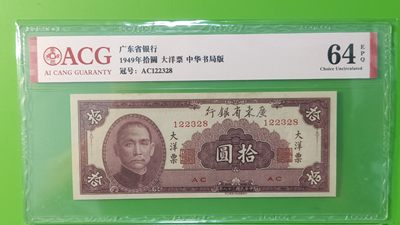 ACG
AI CANG GUARANTY
广东省银行
1949年拾圓 大洋票 中华书局版
冠号: AC122328
64 EPQ
Choice Uncirculated
拾 行銀省東廣 拾
122328 122328
大洋票 圓拾 大洋票
AC AC
拾 拾